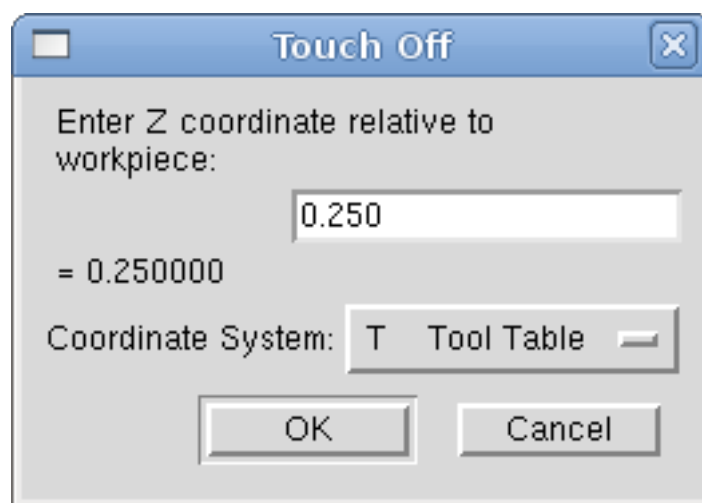 Touch Off
Enter Z coordinate relative to
workpiece:
0.250
= 0.250000
Coordinate System: T Tool Table
OK Cancel